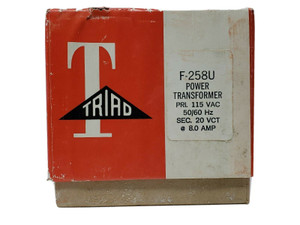 T
TRIAD
F-258U
POWER
TRANSFORMER
PRI. 115 VAC
50/60 Hz
SEC. 20 VCT
@ 8.0 AMP